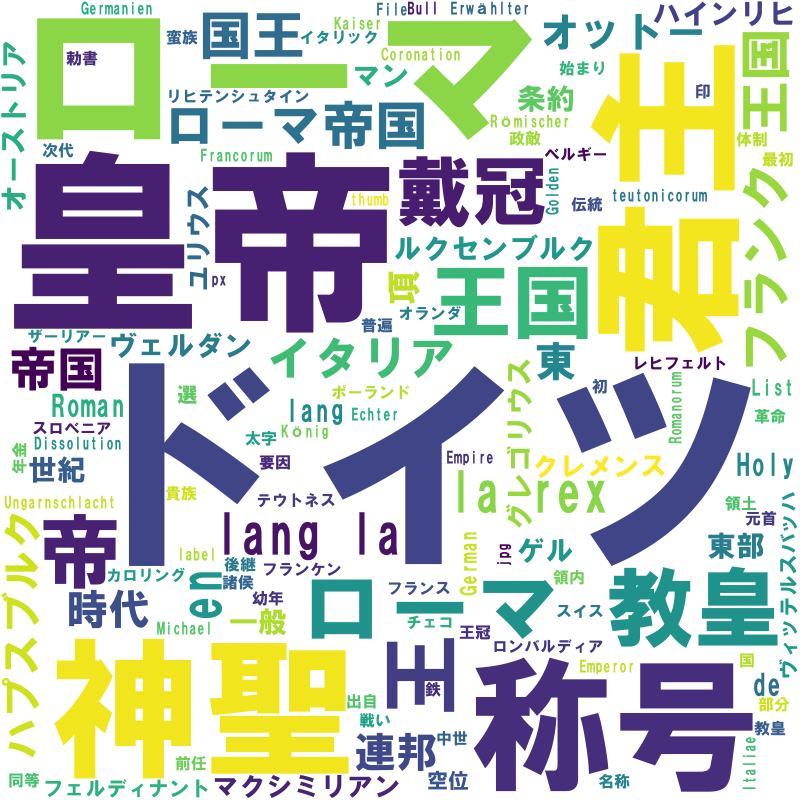 Germanien
Kaiser
File
Bull
Erwählter
ハインリヒ
ローマ
国王
イタリック
オットー
蛮族
勅書
マン
Coronation
始まり
王国
オーストリア
リヒテンシュタイン
条約
君主
印
ローマ帝国
Römischer
政敵
体制
次代
Francorum
ベルギー
最初
皇帝
戴冠
Golden
teutonicorum
thumb
伝統
フランク
ユリウス
ルクセンブルク
px
項
王国
オランダ
ザーリアー
普遍
ヴェルダン
イタリア
東
レヒフェルト
帝国
ドイツ
選
ポーランド
初
Romanorum
List
Roman
lang
Echter
グレゴリウス
革命
スロベニア
太字
König
Dissolution
要因
Empire
クレメンス
Holy
年金
世紀
la rex
Ungarnschlacht
貴族
テウトネス
領土
ハプスブルク
帝
lang la
元首
ヴィッテルスバッハ
label
German
jpg
ゲル
東部
カロリング
後継
フランケン
領内
en
諸侯
幼年
ローマ
フランス
教皇
時代
一般
チェコ
スイス
Michael
王冠
ロンバルディア
神聖
王
称号
Emperor
国
de
鉄
出自
部分
戦い
連邦
中世
教皇
Italiae
前任
同等
フェルディナント
マクシミリアン
空位
名称